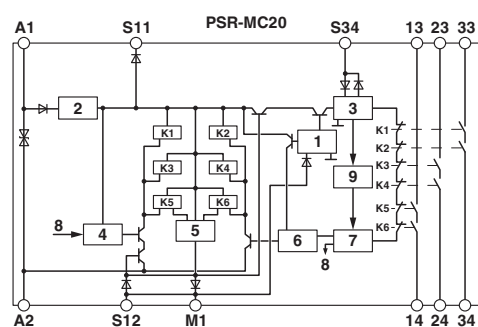 PSR-MC20
A1 S11 S34 13 23 33
2 3
K1 K2 1 K1
K2
K3 K4 9 K3
K4
K5 K6 K5
8 4 5 6 7 K6
8
A2 S12 M1 14 24 34